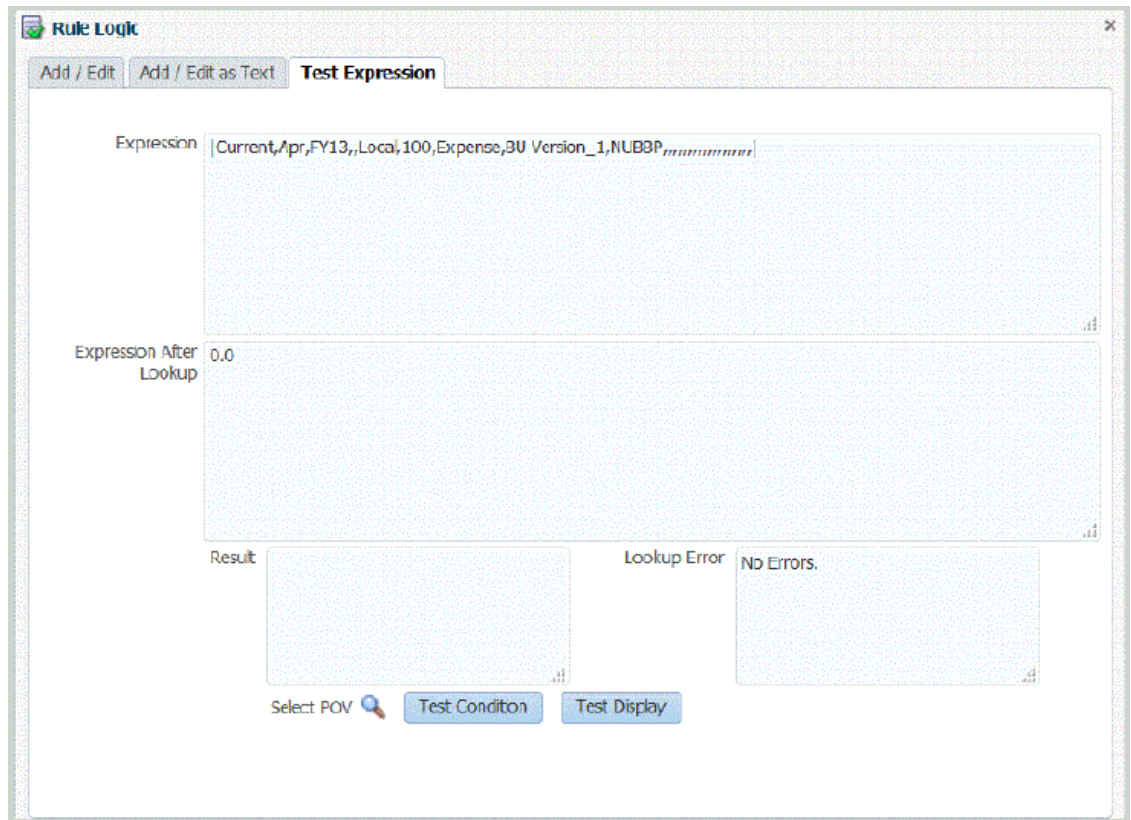 Rule Logic
Add / Edit
Add / Edit as Text
Test Expression
Expression
|Current,Apr,FY13,,Local,100,Expense,BU Version_1,NUBBP,,,,,,,,,,,,,,,,,,,|
Expression After
Lookup
0.0
Result
Lookup Error
No Errors.
Select POV
Test Condition
Test Display